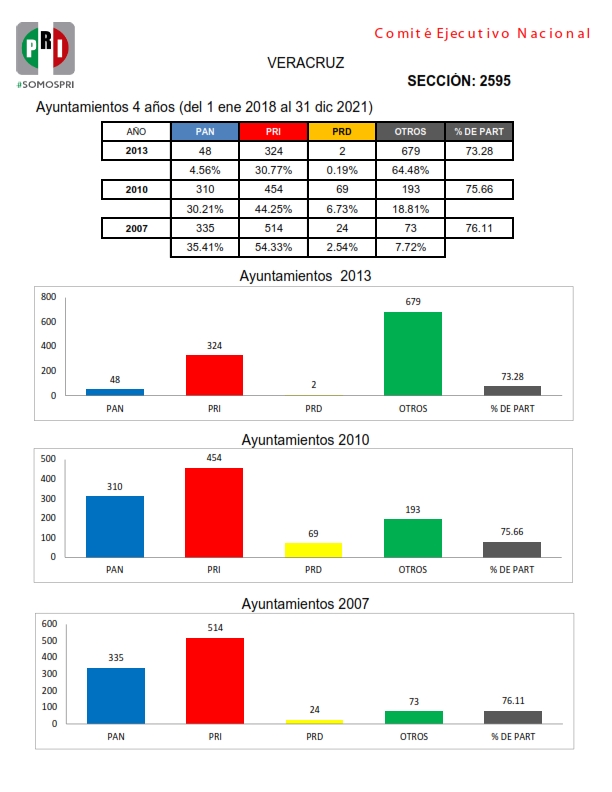 Comité Ejecutivo Nacional
PRI
#SOMOSPRI
VERACRUZ
SECCIÓN: 2595
Ayuntamientos 4 años (del 1 ene 2018 al 31 dic 2021)
AÑO PAN PRI PRD OTROS % DE PART
2013 48 324 2 679 73.28
4.56% 30.77% 0.19% 64.48%
2010 310 454 69 193 75.66
30.21% 44.25% 6.73% 18.81%
2007 335 514 24 73 76.11
35.41% 54.33% 2.54% 7.72%
Ayuntamientos 2013
800
600
400
200
0
48 324 2 679 73.28
PAN PRI PRD OTROS % DE PART
Ayuntamientos 2010
500
400
300
200
100
0
310 454 69 193 75.66
PAN PRI PRD OTROS % DE PART
Ayuntamientos 2007
600
500
400
300
200
100
0
335 514 24 73 76.11
PAN PRI PRD OTROS % DE PART